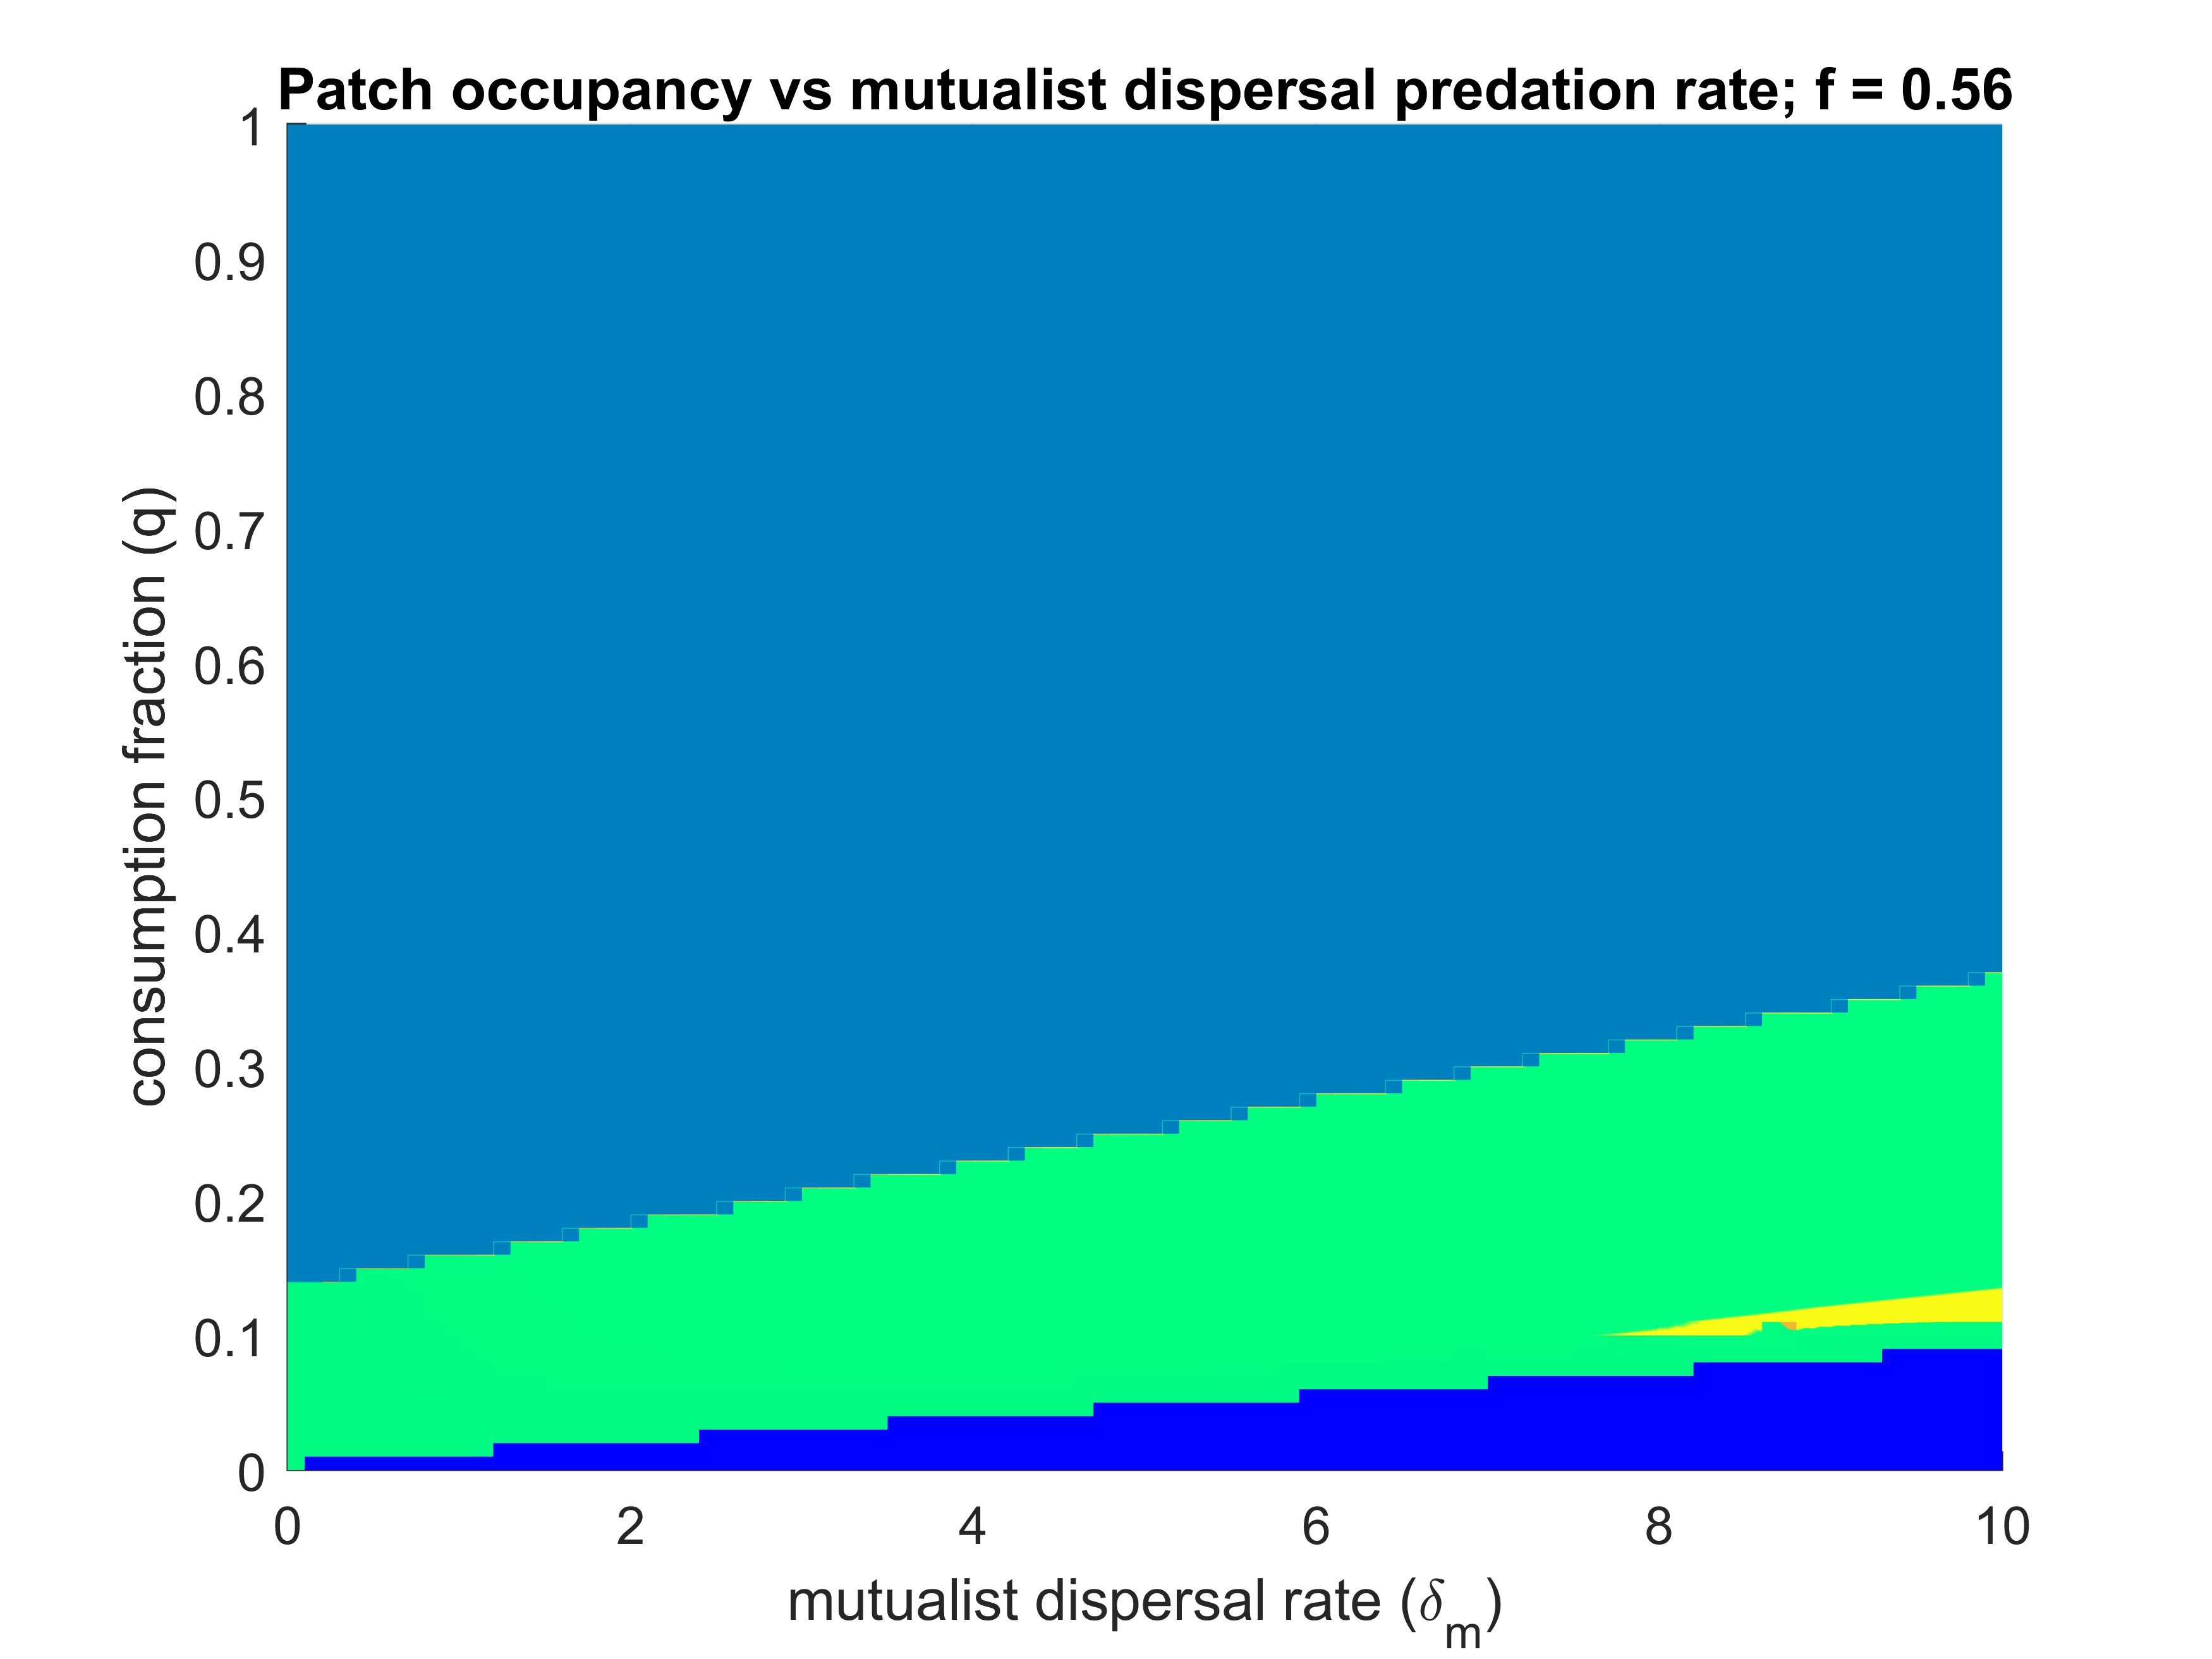 Patch occupancy vs mutualist dispersal predation rate; f = 0.56
1
0.9
0.8
0.7
0.6
0.5
0.4
0.3
0.2
0.1
0
consumption fraction (q)
0 2 4 6 8 10
mutualist dispersal rate (δm)